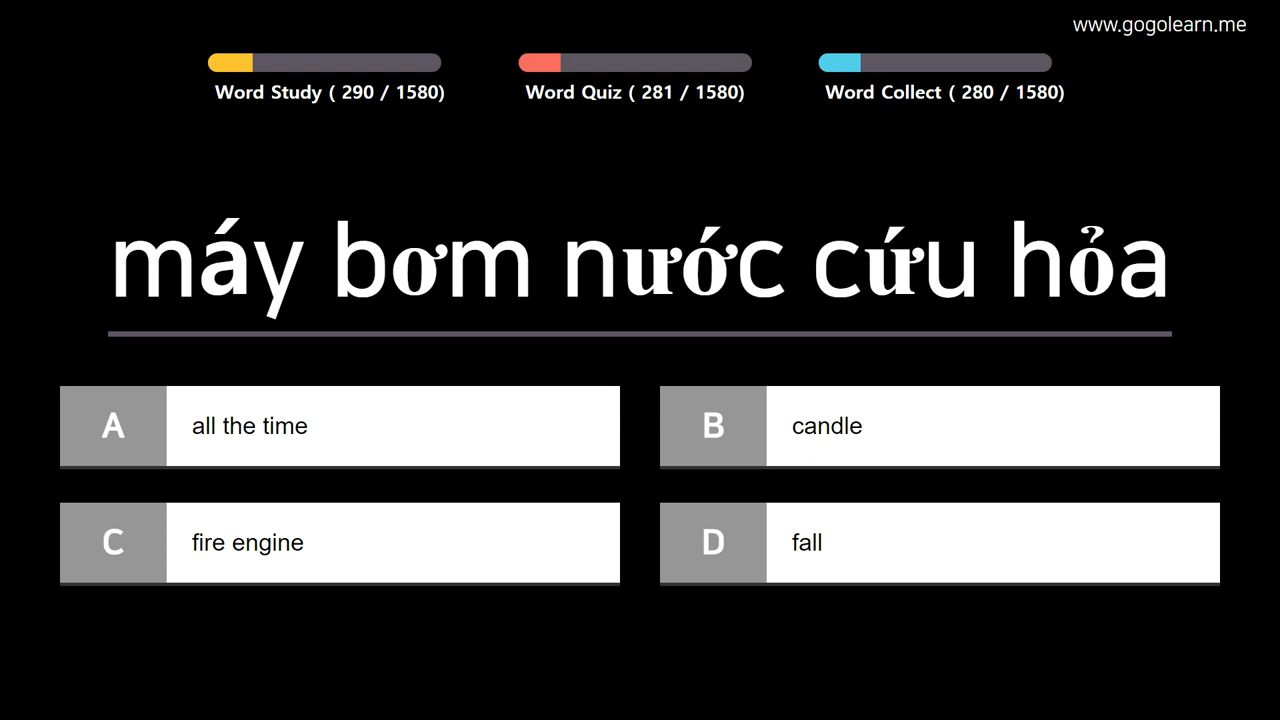 www.gogolearn.me
Word Study ( 290 / 1580)
Word Quiz ( 281 / 1580)
Word Collect ( 280 / 1580)
máy bơm nước cứu hỏa
A all the time
B candle
C fire engine
D fall